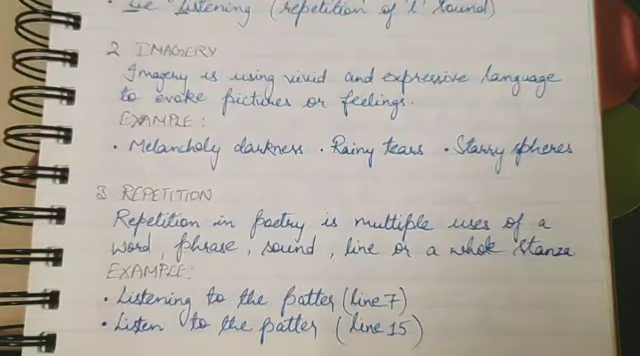 • Lie listening (repetition of 'l' sound)
2 IMAGERY
Imagery is using vivid and expressive language
to evoke pictures or feelings.
EXAMPLE:
• Melancholy darkness • Rainy tears • Starry spheres
3 REPETITION
Repetition in poetry is multiple uses of a
word, phrase, sound, line or a whole stanza
EXAMPLE:
• Listening to the patter (line 7)
• Listen to the patter (line 15)